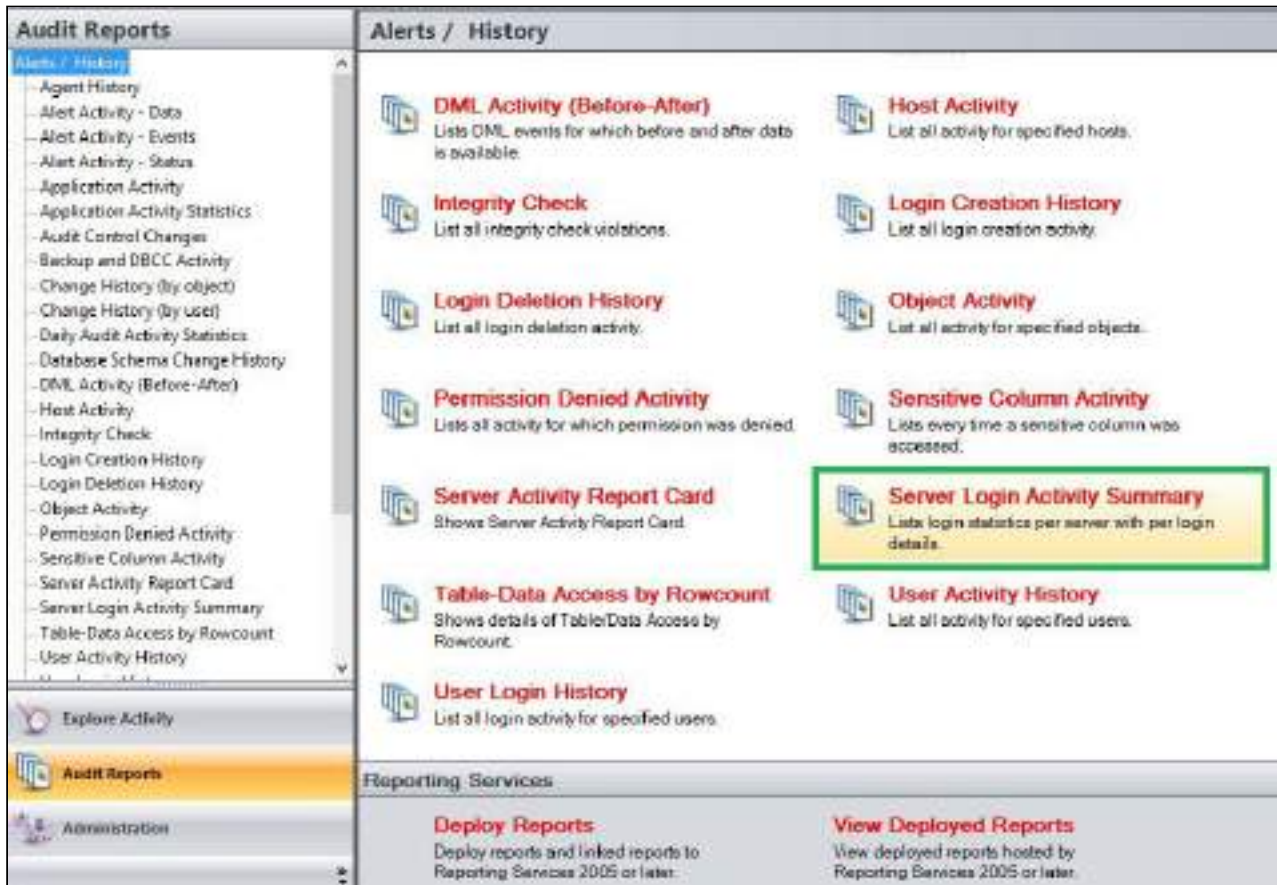 Audit Reports
Alerts / History
Agent History
Alert Activity - Data
Alert Activity - Events
Alert Activity - Status
Application Activity
Application Activity Statistics
Audit Control Changes
Backup and DBCC Activity
Change History (by object)
Change History (by user)
Daily Audit Activity Statistics
Database Schema Change History
DML Activity (Before-After)
Host Activity
Integrity Check
Login Creation History
Login Deletion History
Object Activity
Permission Denied Activity
Sensitive Column Activity
Server Activity Report Card
Server Login Activity Summary
Table-Data Access by Rowcount
User Activity History
Explore Activity
Audit Reports
Administration
Alerts / History
DML Activity (Before-After)
Lists DML events for which before and after data
is available.
Host Activity
List all activity for specified hosts.
Integrity Check
List all integrity check violations.
Login Creation History
List all login creation activity.
Login Deletion History
List all login deletion activity.
Object Activity
List all activity for specified objects.
Permission Denied Activity
Lists all activity for which permission was denied.
Sensitive Column Activity
Lists every time a sensitive column was
accessed.
Server Activity Report Card
Shows Server Activity Report Card.
Server Login Activity Summary
Lists login statistics per server with per login
details.
Table-Data Access by Rowcount
Shows details of Table/Data Access by
Rowcount.
User Activity History
List all activity for specified users.
User Login History
List all login activity for specified users.
Reporting Services
Deploy Reports
Deploy reports and linked reports to
Reporting Services 2005 or later.
View Deployed Reports
View deployed reports hosted by
Reporting Services 2005 or later.